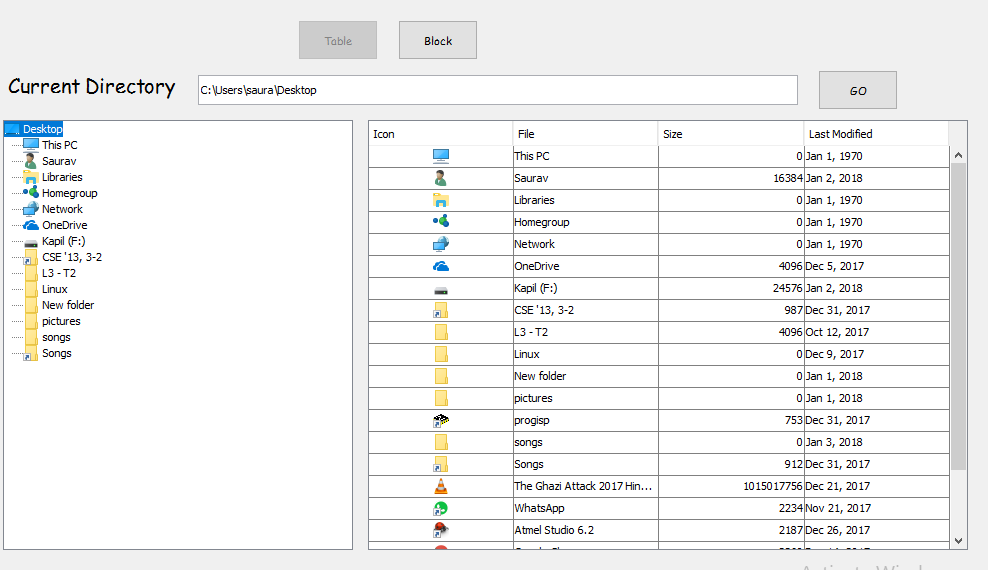 Table Block
Current Directory C:\Users\saura\Desktop GO
Desktop
This PC
Saurav
Libraries
Homegroup
Network
OneDrive
Kapil (F:)
CSE '13, 3-2
L3 - T2
Linux
New folder
pictures
songs
Songs
Icon File Size Last Modified
This PC 0 Jan 1, 1970
Saurav 16384 Jan 2, 2018
Libraries 0 Jan 1, 1970
Homegroup 0 Jan 1, 1970
Network 0 Jan 1, 1970
OneDrive 4096 Dec 5, 2017
Kapil (F:) 24576 Jan 2, 2018
CSE '13, 3-2 987 Dec 31, 2017
L3 - T2 4096 Oct 12, 2017
Linux 0 Dec 9, 2017
New folder 0 Jan 1, 2018
pictures 0 Jan 1, 2018
progisp 753 Dec 31, 2017
songs 0 Jan 3, 2018
Songs 912 Dec 31, 2017
The Ghazi Attack 2017 Hin... 1015017756 Dec 21, 2017
WhatsApp 2234 Nov 21, 2017
Atmel Studio 6.2 2187 Dec 26, 2017